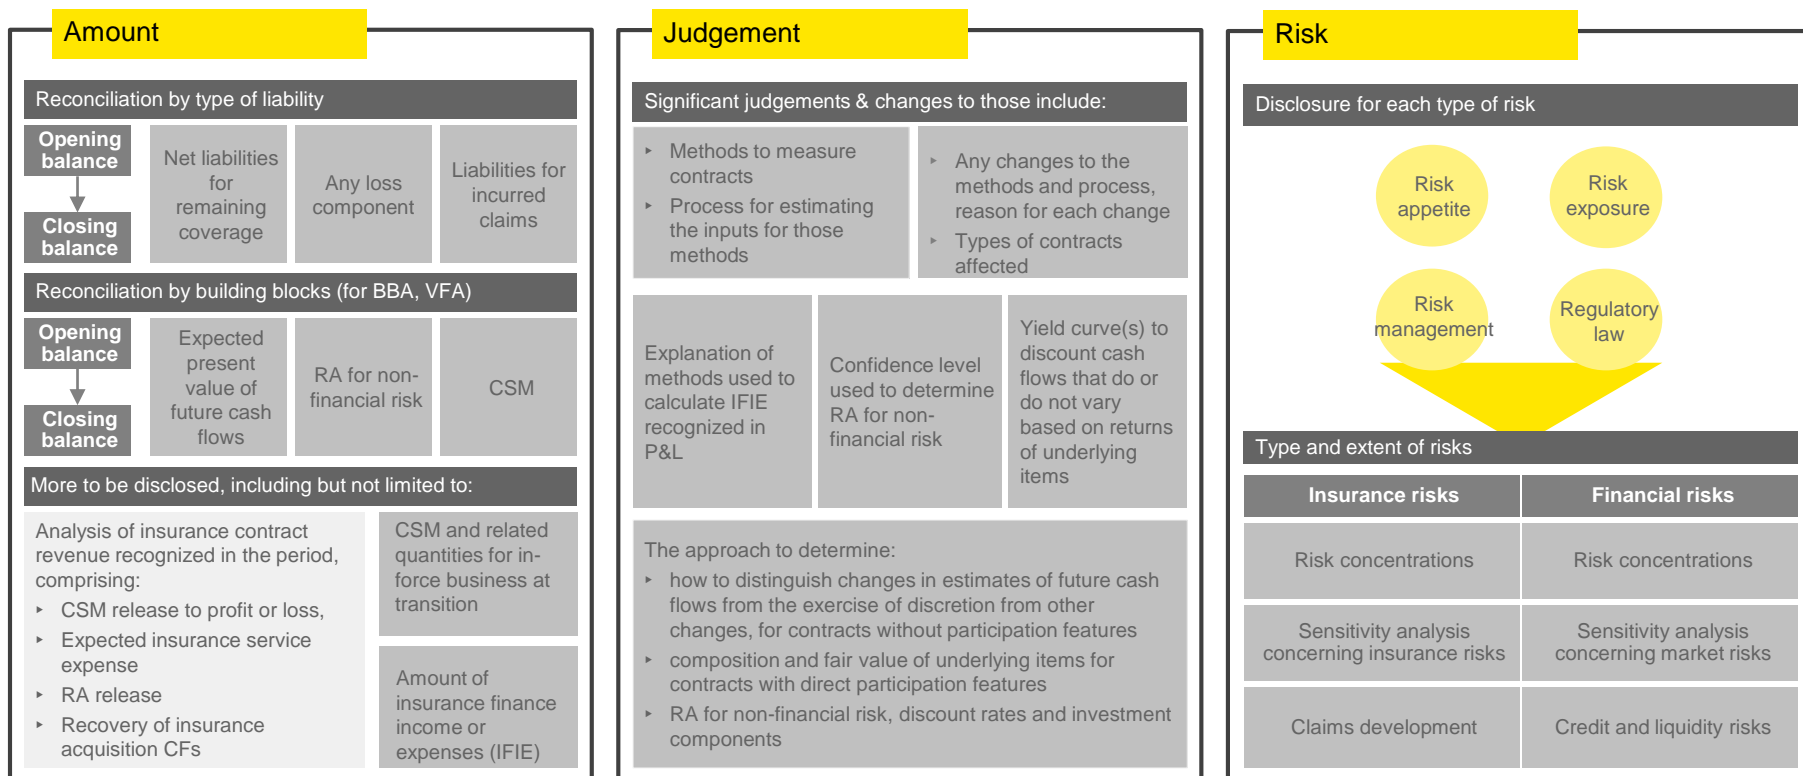 Amount
Reconciliation by type of liability
Opening
balance
Closing
balance
Net liabilities
for
remaining
coverage
Any loss
component
Liabilities for
incurred
claims
Reconciliation by building blocks (for BBA, VFA)
Opening
balance
Closing
balance
Expected
present
value of
future cash
flows
RA for non-
financial risk
CSM
More to be disclosed, including but not limited to:
Analysis of insurance contract
revenue recognized in the period,
comprising:
‣ CSM release to profit or loss,
‣ Expected insurance service
expense
‣ RA release
‣ Recovery of insurance
acquisition CFs
CSM and related
quantities for in-
force business at
transition
Amount of
insurance finance
income or
expenses (IFIE)
Judgement
Significant judgements & changes to those include:
‣ Methods to measure
contracts
‣ Process for estimating
the inputs for those
methods
‣ Any changes to the
methods and process,
reason for each change
‣ Types of contracts
affected
Explanation of
methods used to
calculate IFIE
recognized in
P&L
Confidence level
used to determine
RA for non-
financial risk
Yield curve(s) to
discount cash
flows that do or
do not vary
based on returns
of underlying
items
The approach to determine:
‣ how to distinguish changes in estimates of future cash
flows from the exercise of discretion from other
changes, for contracts without participation features
‣ composition and fair value of underlying items for
contracts with direct participation features
‣ RA for non-financial risk, discount rates and investment
components
Risk
Disclosure for each type of risk
Risk
appetite
Risk
exposure
Risk
management
Regulatory
law
Type and extent of risks
Insurance risks
Financial risks
Risk concentrations
Risk concentrations
Sensitivity analysis
concerning insurance risks
Sensitivity analysis
concerning market risks
Claims development
Credit and liquidity risks